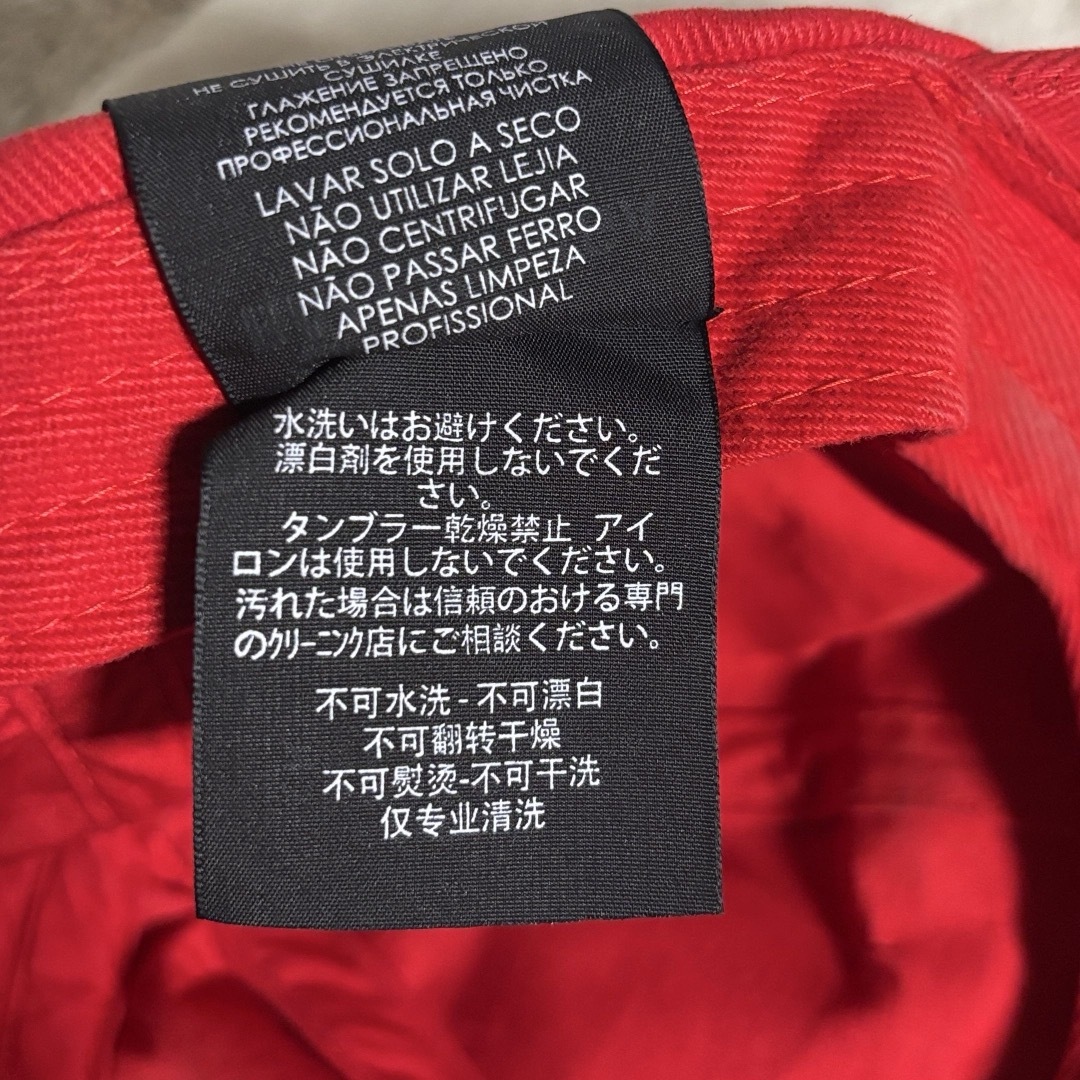 НЕ СУШИТЬ В ЭЛЕКТРИЧЕСКОЙ
СУШИЛКЕ
ГЛАЖЕНИЕ ЗАПРЕЩЕНО
РЕКОМЕНДУЕТСЯ ТОЛЬКО
ПРОФЕССИОНАЛЬНАЯ ЧИСТКА
LAVAR SOLO A SECO
NÃO UTILIZAR LEJIA
NÃO CENTRIFUGAR
NÃO PASSAR FERRO
APENAS LIMPEZA
PROFISSIONAL
水洗いはお避けください。
漂白剤を使用しないでくだ
さい。
タンブラー乾燥禁止 アイ
ロンは使用しないでください。
汚れた場合は信頼のおける専門
のクリーニング店にご相談ください。
不可水洗-不可漂白
不可翻转干燥
不可熨烫-不可干洗
仅专业清洗